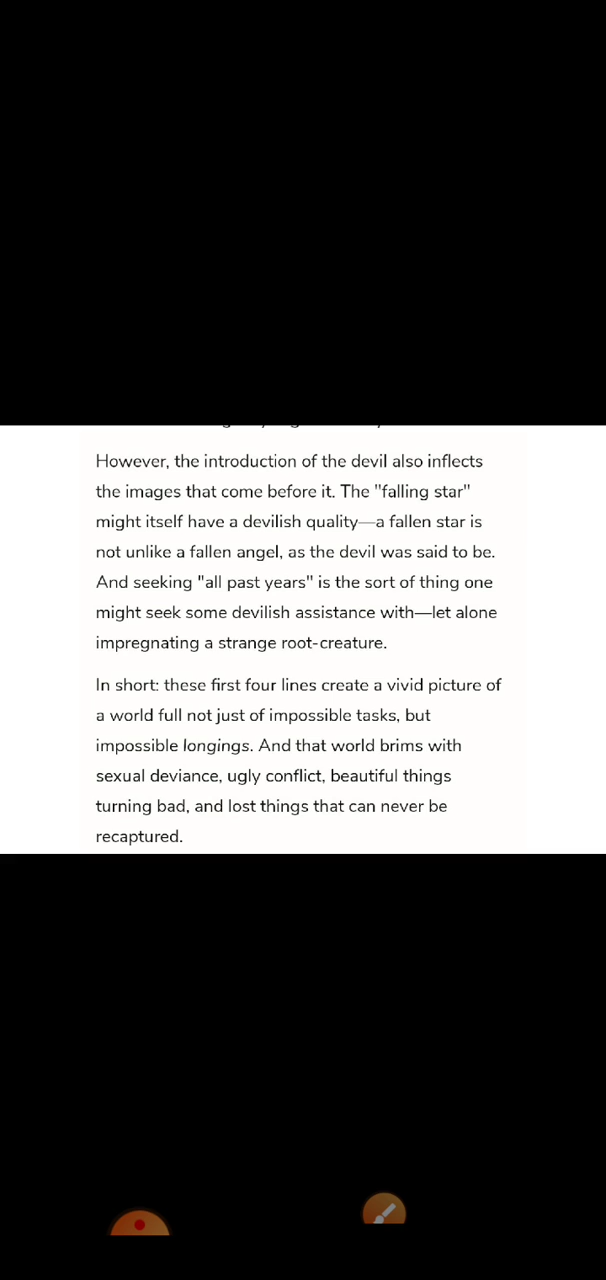 However, the introduction of the devil also inflects
the images that come before it. The "falling star"
might itself have a devilish quality—a fallen star is
not unlike a fallen angel, as the devil was said to be.
And seeking "all past years" is the sort of thing one
might seek some devilish assistance with—let alone
impregnating a strange root-creature.
In short: these first four lines create a vivid picture of
a world full not just of impossible tasks, but
impossible longings. And that world brims with
sexual deviance, ugly conflict, beautiful things
turning bad, and lost things that can never be
recaptured.